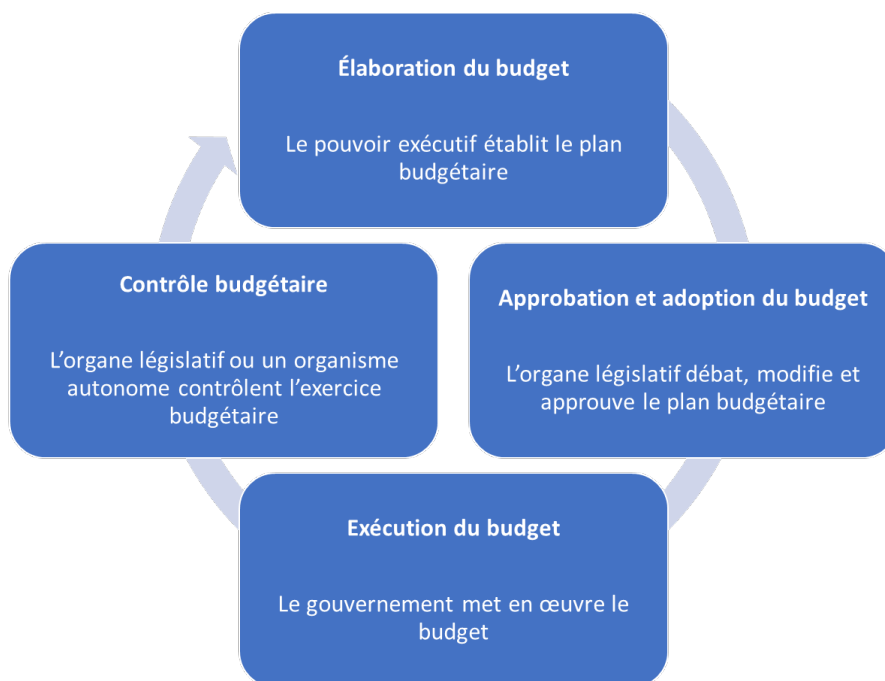 Élaboration du budget
Le pouvoir exécutif établit le plan
budgétaire
Approbation et adoption du budget
L’organe législatif débat, modifie et
approuve le plan budgétaire
Exécution du budget
Le gouvernement met en œuvre le
budget
Contrôle budgétaire
L’organe législatif ou un organisme
autonome contrôlent l’exercice
budgétaire